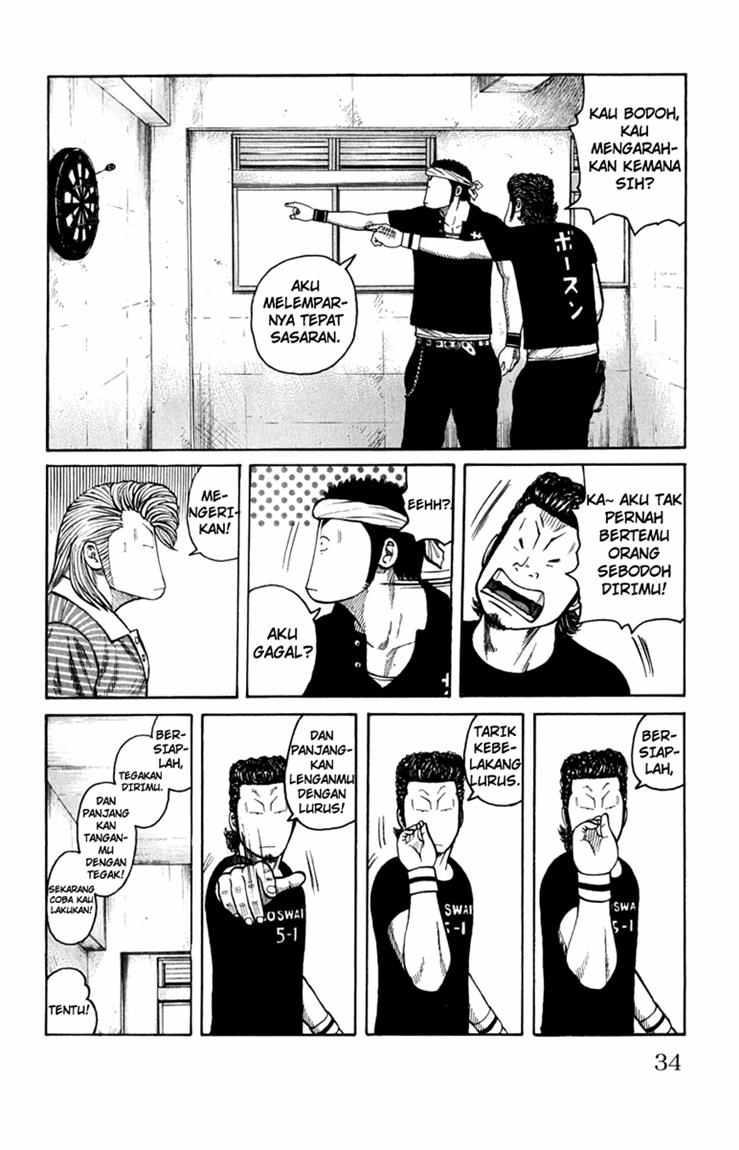 KAU BODOH,
KAU
MENGARAH-
KAN KEMANA
SIH?
ボースン
AKU
MELEMPAR-
NYA TEPAT
SASARAN.
KA~ AKU TAK
PERNAH
BERTEMU
ORANG
SEBODOH
DIRIMU!
EEHH?
AKU
GAGAL?
ME-
NGERI-
KAN!
BER-
SIAP-
LAH,
OSWAI
5-1
TARIK
KEBE-
LAKANG
LURUS.
OSWAI
5-1
DAN
PANJANG-
KAN
LENGANMU
DENGAN
LURUS!
OSWAI
5-1
BER-
SIAP-
LAH,
TEGAKAN
DIRIMU.
DAN
PANJANG
KAN
TANGAN-
MU
DENGAN
TEGAK!
SEKARANG
COBA KAU
LAKUKAN!
TENTU!
34